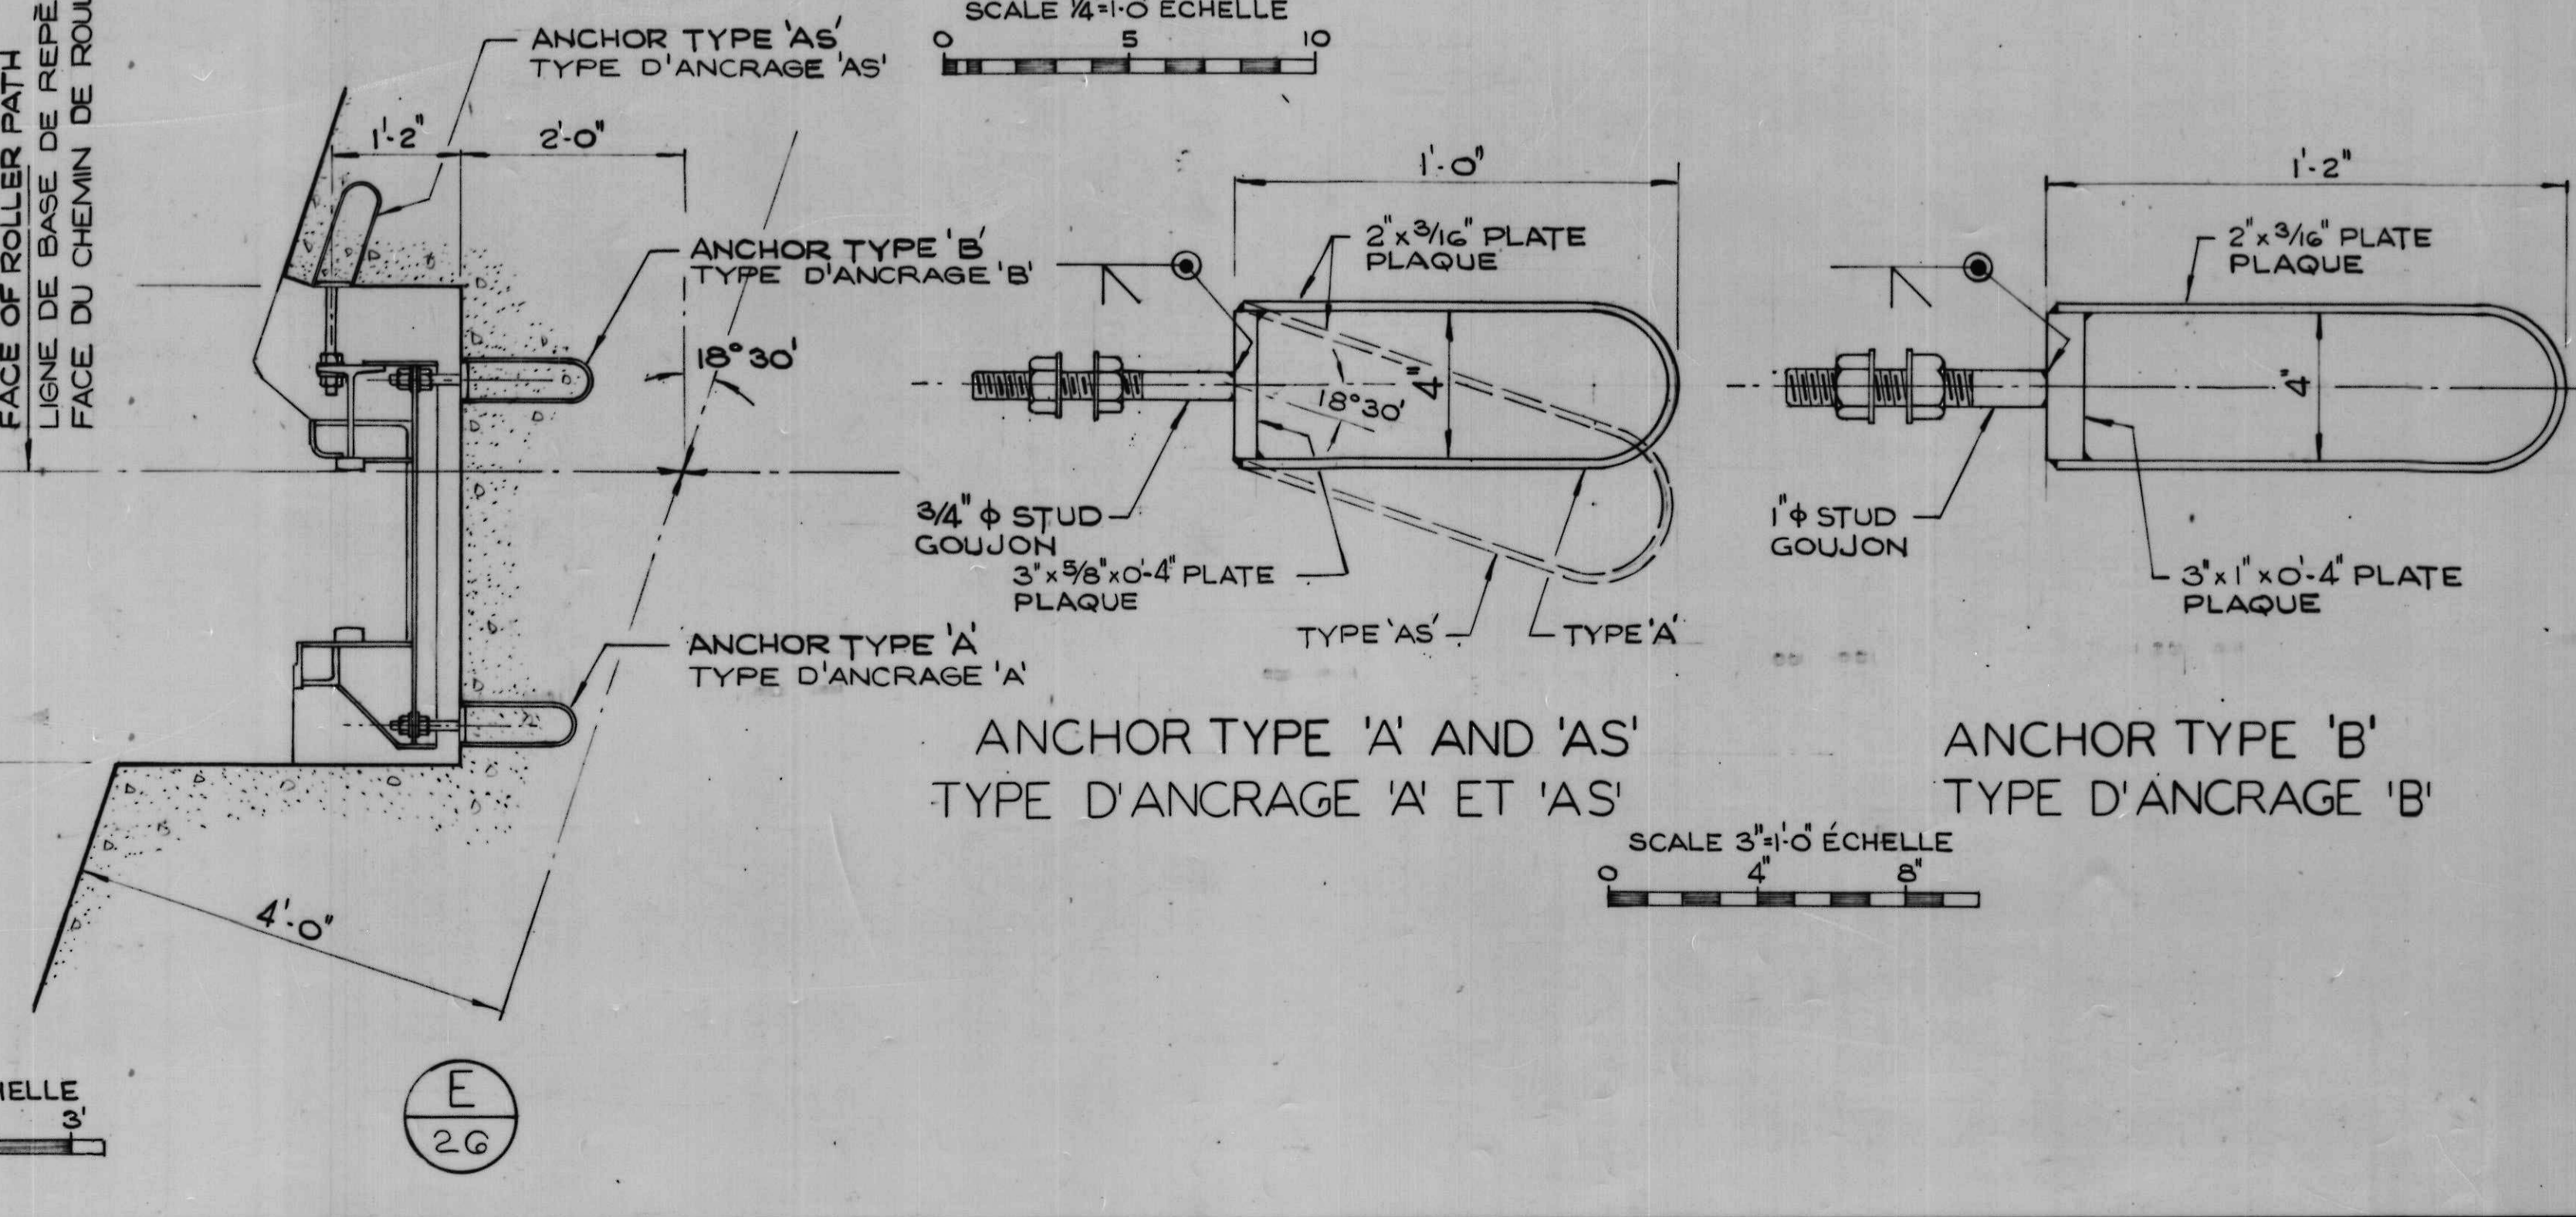 FACE OF ROLLER PATH
LIGNE DE BASE DE
FACE DU CHEMIN DE
ANCHOR TYPE 'AS'
TYPE D'ANCRAGE 'AS'
SCALE ¼"=1'-0" ÉCHELLE
0 5 10
1'-2"
2'-0"
ANCHOR TYPE 'B'
TYPE D'ANCRAGE 'B'
18°30'
ANCHOR TYPE 'A'
TYPE D'ANCRAGE 'A'
4'-0"
1'-0"
2"x3/16" PLATE
PLAQUE
4"
18°30'
3/4" φ STUD
GOUJON
3"x5/8"x0'-4" PLATE
PLAQUE
TYPE 'AS'
TYPE 'A'
ANCHOR TYPE 'A' AND 'AS'
TYPE D'ANCRAGE 'A' ET 'AS'
1'-2"
2"x3/16" PLATE
PLAQUE
4"
1" φ STUD
GOUJON
3"x1"x0'-4" PLATE
PLAQUE
ANCHOR TYPE 'B'
TYPE D'ANCRAGE 'B'
SCALE 3"=1'-0" ÉCHELLE
0 4" 8"
3'
E
26